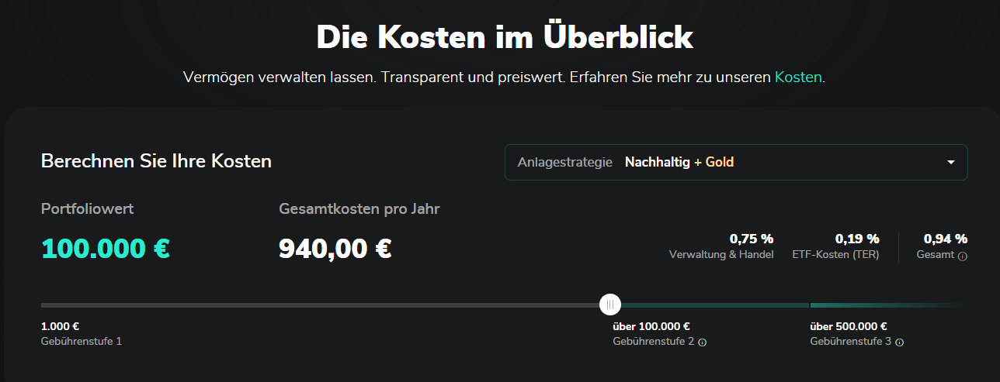 Die Kosten im Überblick
Vermögen verwalten lassen. Transparent und preiswert. Erfahren Sie mehr zu unseren Kosten.
Berechnen Sie Ihre Kosten
Anlagestrategie Nachhaltig + Gold
Portfoliowert
Gesamtkosten pro Jahr
100.000 €
940,00 €
0,75 %
Verwaltung & Handel
0,19 %
ETF-Kosten (TER)
0,94 %
Gesamt
1.000 €
Gebührenstufe 1
über 100.000 €
Gebührenstufe 2
über 500.000 €
Gebührenstufe 3